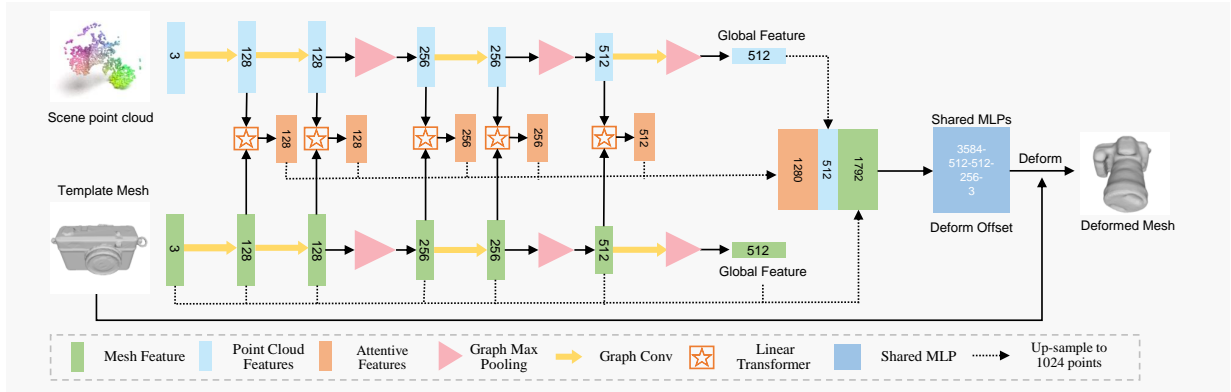 Scene point cloud
3
128
128
256
256
512
Global Feature
512
128
128
256
256
512
Template Mesh
3
128
128
256
256
512
512
Global Feature
1280
512
1792
Shared MLPs
3584-
512-512-
256-
3
Deform Offset
Deform
Deformed Mesh
Mesh Feature
Point Cloud
Features
Attentive
Features
Graph Max
Pooling
Graph Conv
Linear
Transformer
Shared MLP
Up-sample to
1024 points